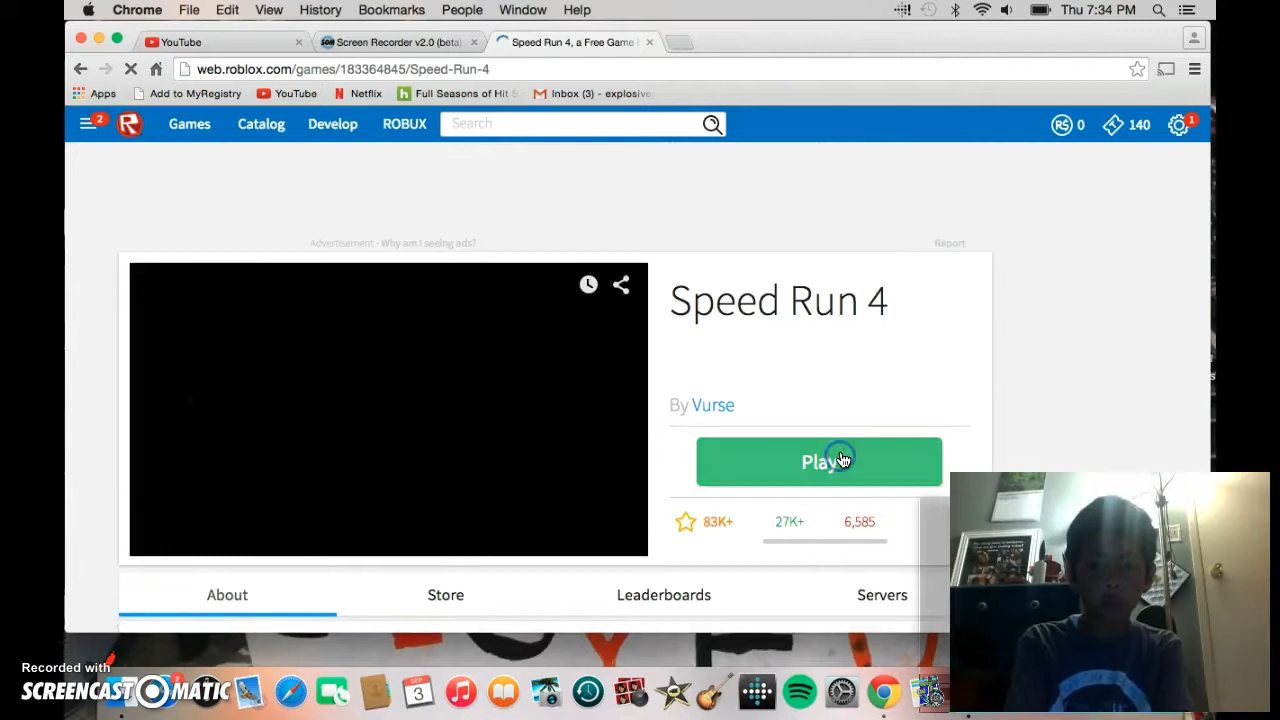 Chrome File Edit View History Bookmarks People Window Help Thu 7:34 PM
YouTube Screen Recorder v2.0 (beta) Speed Run 4, a Free Game
web.roblox.com/games/183364845/Speed-Run-4
Apps Add to MyRegistry YouTube Netflix Full Seasons of Hit Inbox (3) - explosive
2 Games Catalog Develop ROBUX Search R$ 0 140 1
Advertisement - Why am I seeing ads? Report
Speed Run 4
By Vurse
Play
83K+ 27K+ 6,585
About Store Leaderboards Servers
Recorded with
SCREENCAST O MATIC
SEP
3